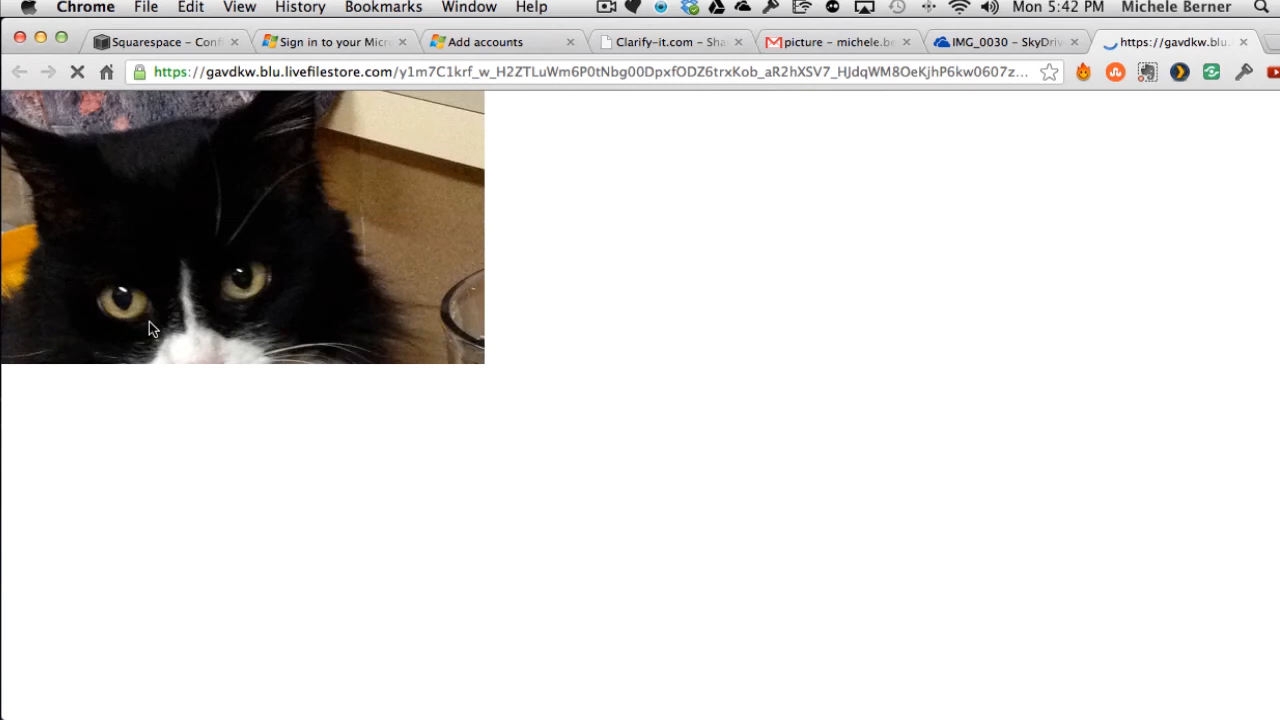 Chrome File Edit View History Bookmarks Window Help Mon 5:42 PM Michele Berner
Squarespace – Conf Sign in to your Micr Add accounts Clarify-it.com – Sha picture – michele.be IMG_0030 – SkyDriv https://gavdkw.blu.
https://gavdkw.blu.livefilestore.com/y1m7C1krf_w_H2ZTLuWm6P0tNbg00DpxfODZ6trxKob_aR2hXSV7_HJdqWM8OeKjhP6kw0607z...